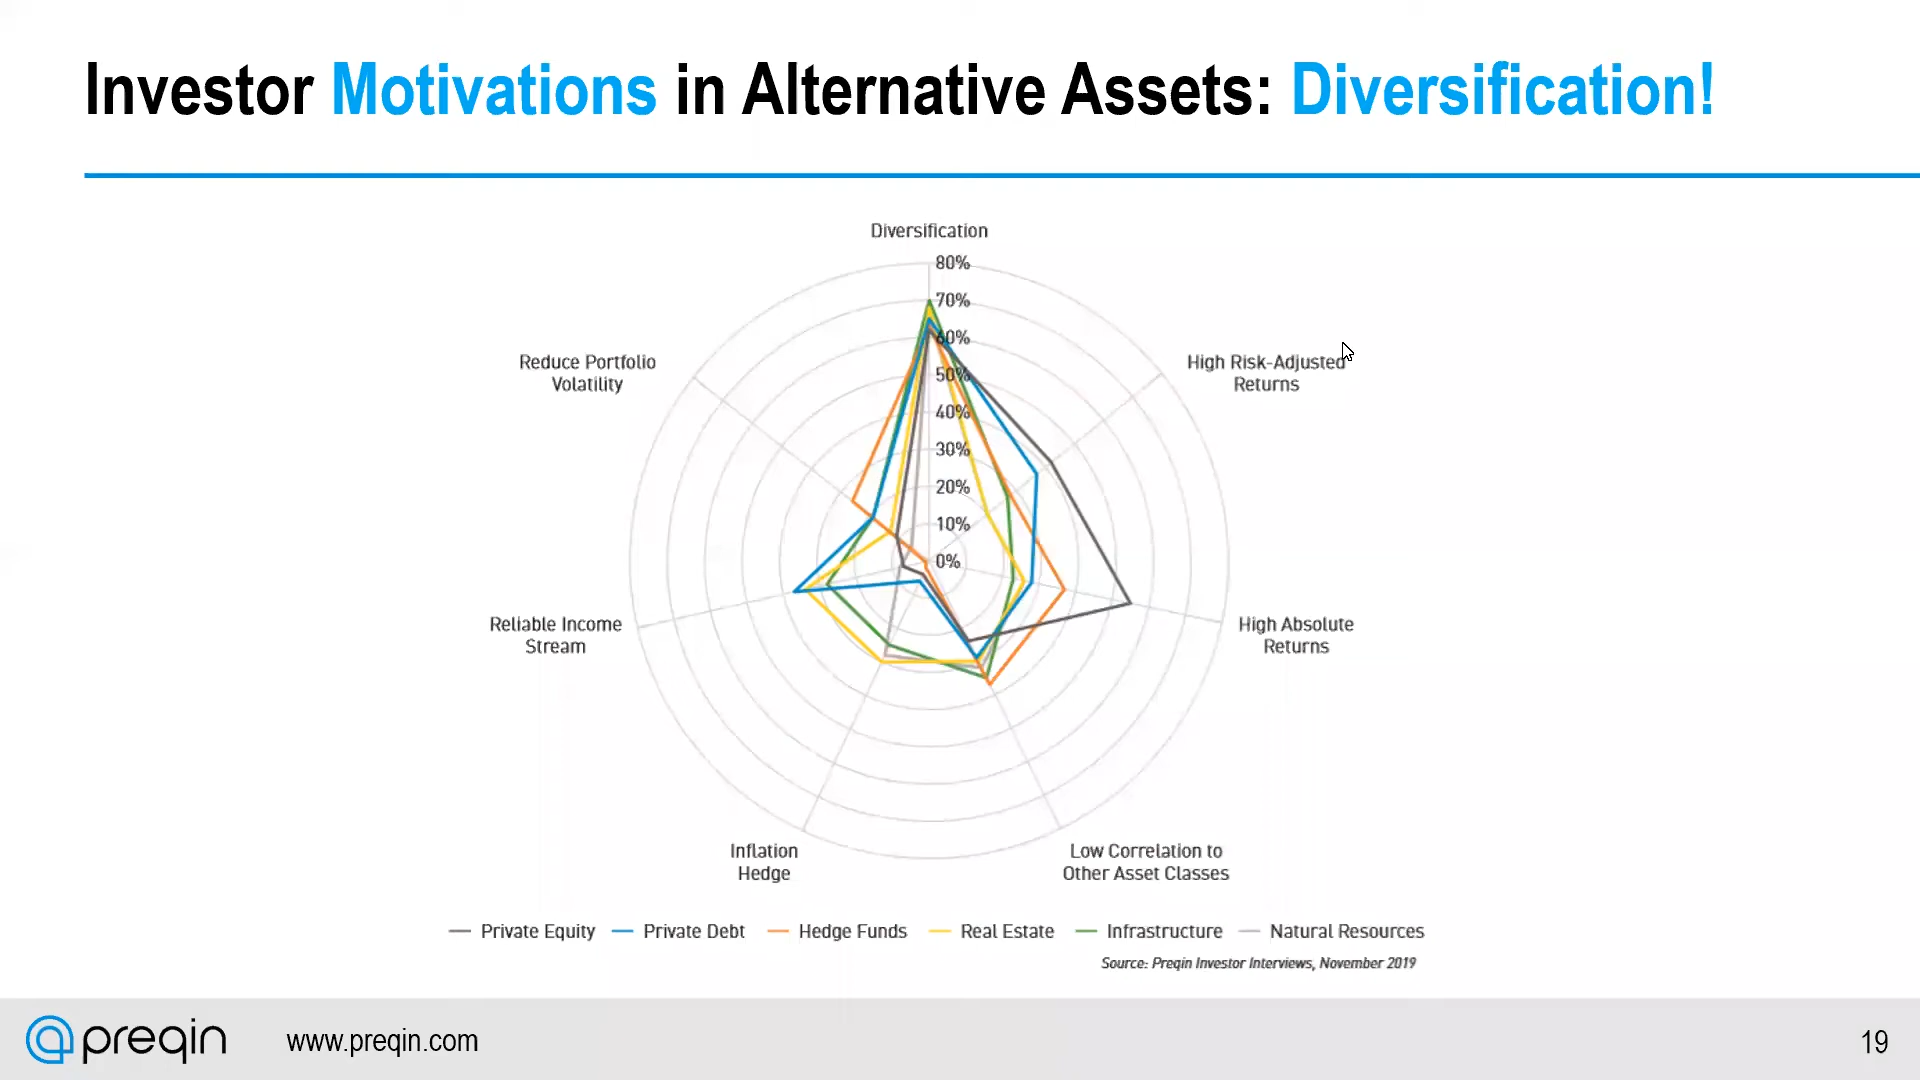 Investor Motivations in Alternative Assets: Diversification!
Diversification
80%
70%
60%
50%
40%
30%
20%
10%
0%
High Risk-Adjusted
Returns
High Absolute
Returns
Low Correlation to
Other Asset Classes
Inflation
Hedge
Reliable Income
Stream
Reduce Portfolio
Volatility
Private Equity
Private Debt
Hedge Funds
Real Estate
Infrastructure
Natural Resources
Source: Preqin Investor Interviews, November 2019
preqin
www.preqin.com
19